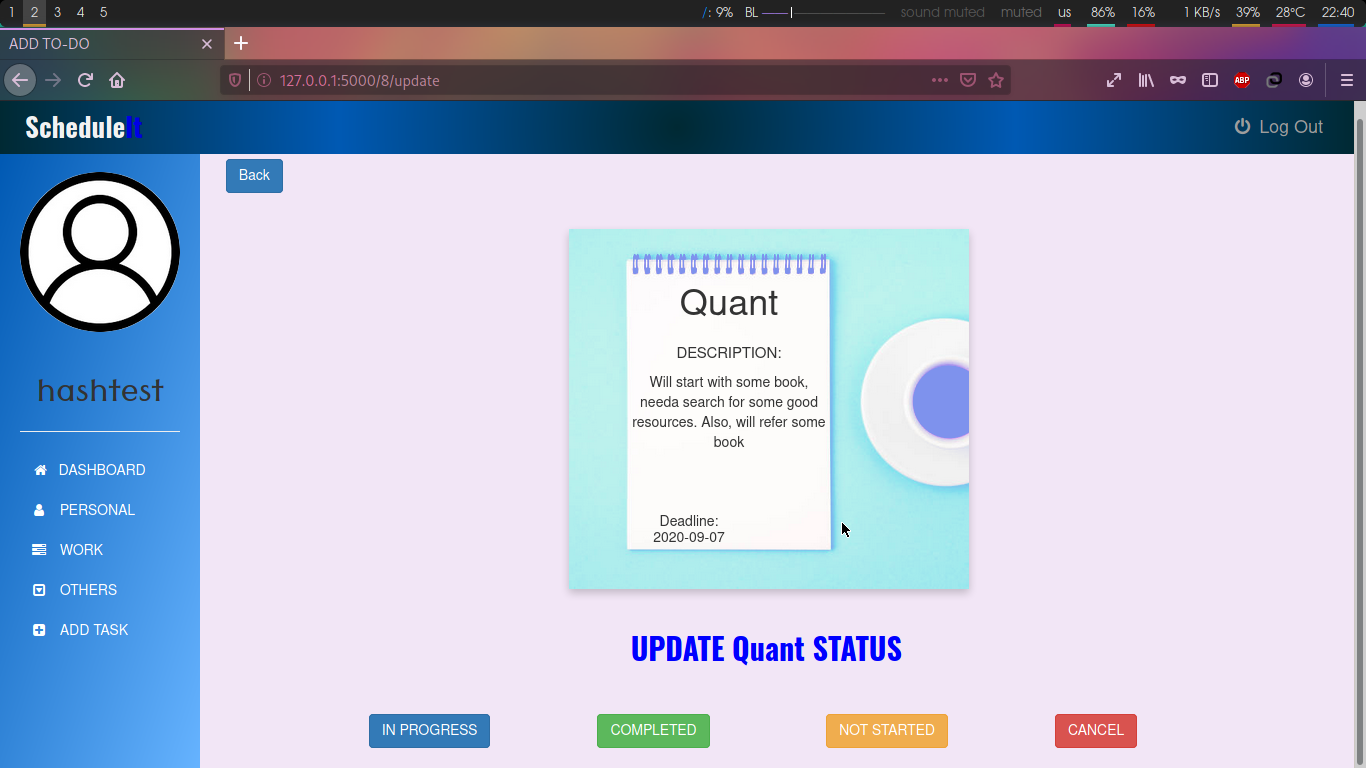 1 2 3 4 5 /: 9% BL sound muted muted us 86% 16% 1 KB/s 39% 28°C 22:40
ADD TO-DO
127.0.0.1:5000/8/update ABP
ScheduleIt Log Out
Back
hashtest
DASHBOARD
PERSONAL
WORK
OTHERS
ADD TASK
Quant
DESCRIPTION:
Will start with some book,
needa search for some good
resources. Also, will refer some
book
Deadline:
2020-09-07
UPDATE Quant STATUS
IN PROGRESS COMPLETED NOT STARTED CANCEL